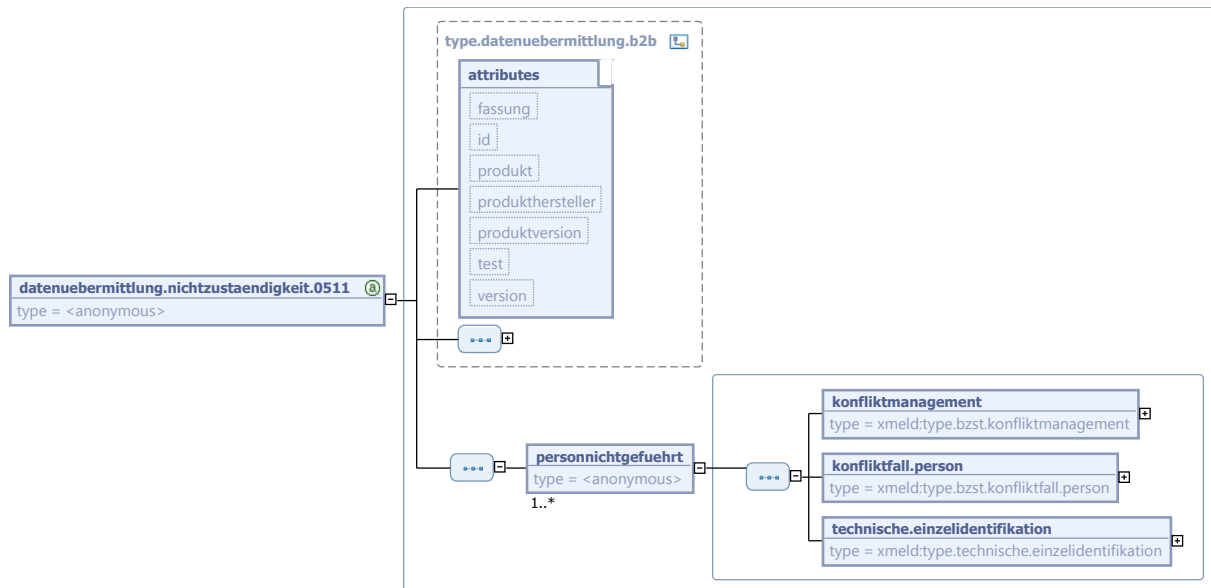 type.datenuebermittlung.b2b
attributes
fassung
id
produkt
produkthersteller
produktversion
test
version
datenuebermittlung.nichtzustaendigkeit.0511 a
type = <anonymous>
personnichtgefuehrt
type = <anonymous>
1..*
konfliktmanagement
type = xmeld:type.bzst.konfliktmanagement
konfliktfall.person
type = xmeld:type.bzst.konfliktfall.person
technische.einzelidentifikation
type = xmeld:type.technische.einzelidentifikation